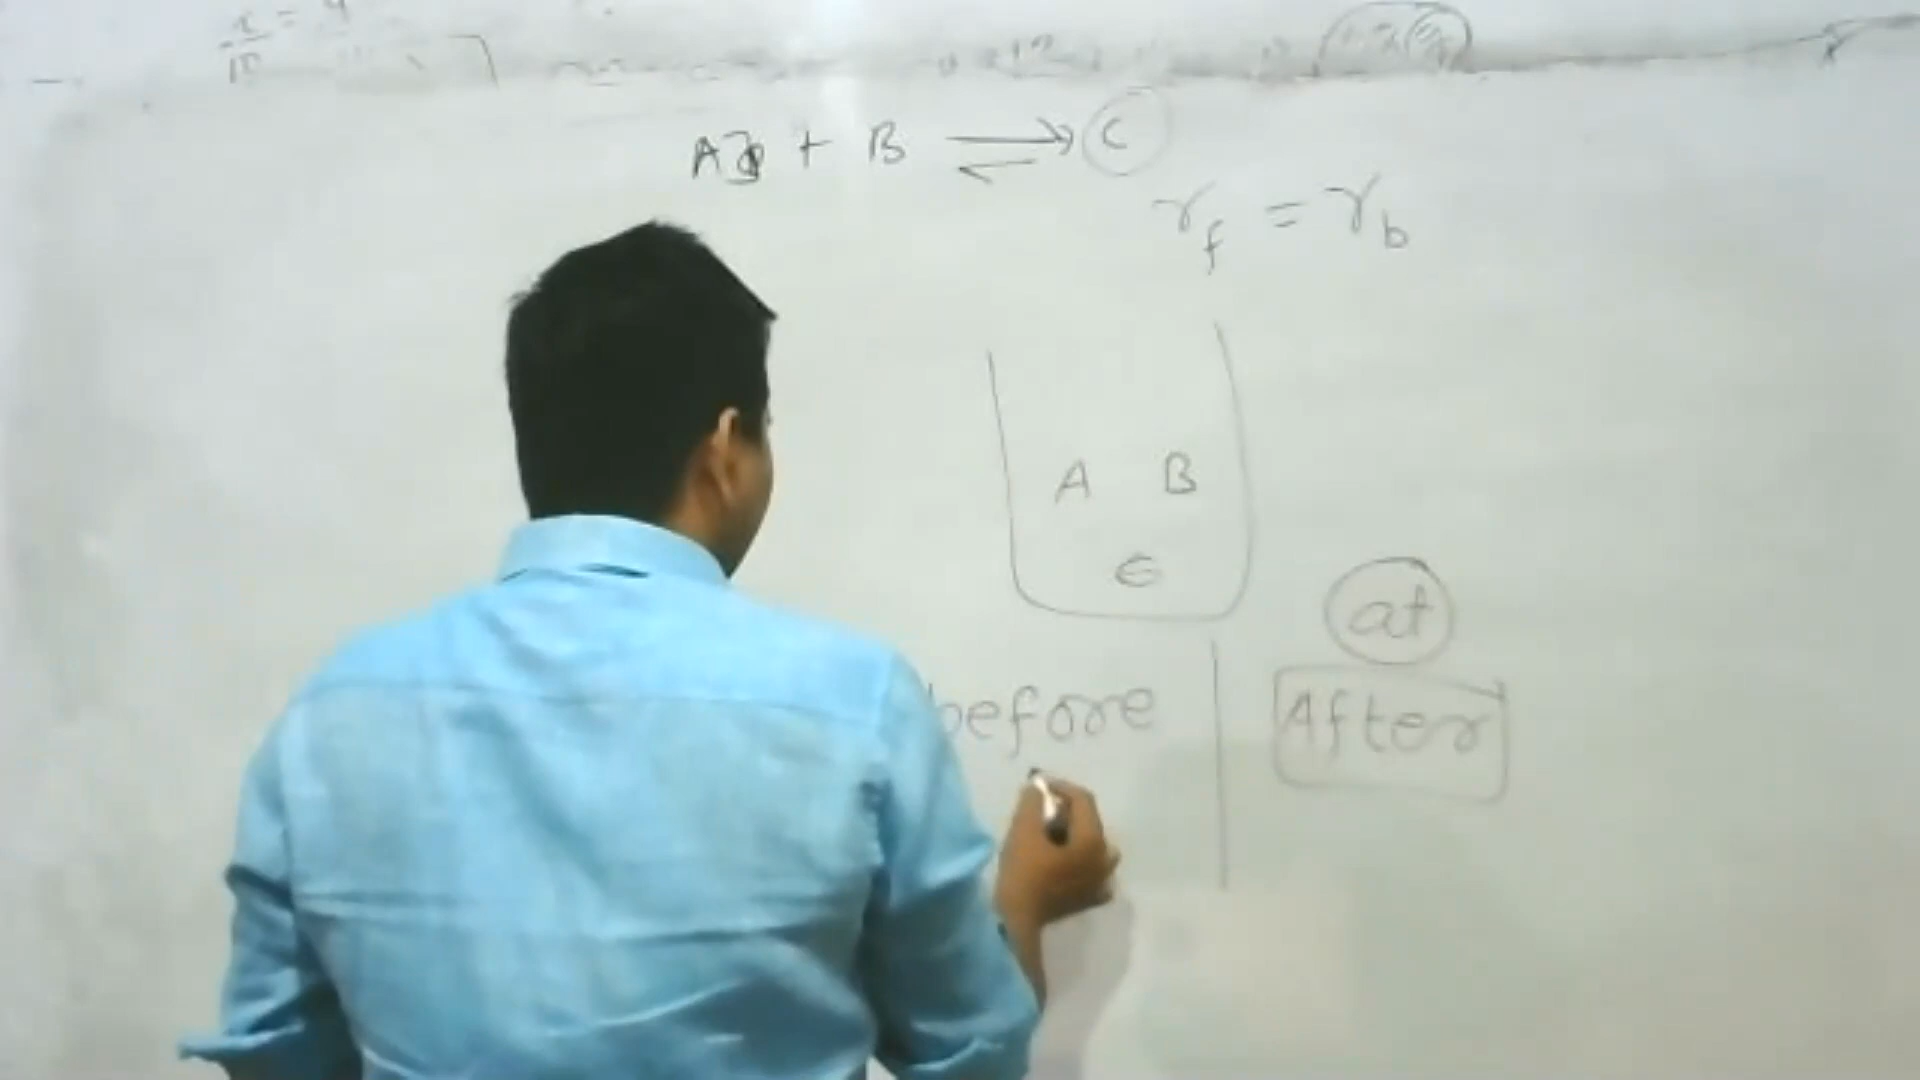 A + B ⇌ C
r_f = r_b
A B
C
at
before After